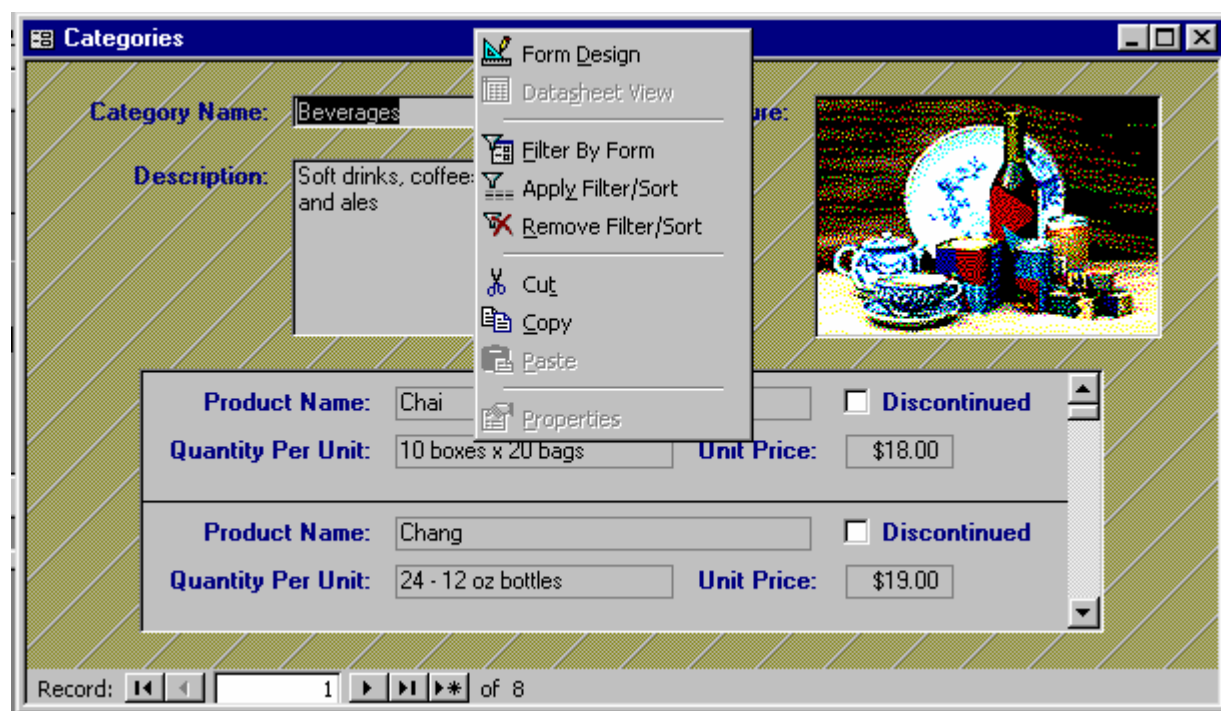 Categories
Form Design
Datasheet View
Filter By Form
Apply Filter/Sort
Remove Filter/Sort
Cut
Copy
Paste
Properties
Category Name: Beverages
Description: Soft drinks, coffees
and ales
Product Name: Chai Discontinued
Quantity Per Unit: 10 boxes x 20 bags Unit Price: $18.00
Product Name: Chang Discontinued
Quantity Per Unit: 24 - 12 oz bottles Unit Price: $19.00
Record: 1 of 8